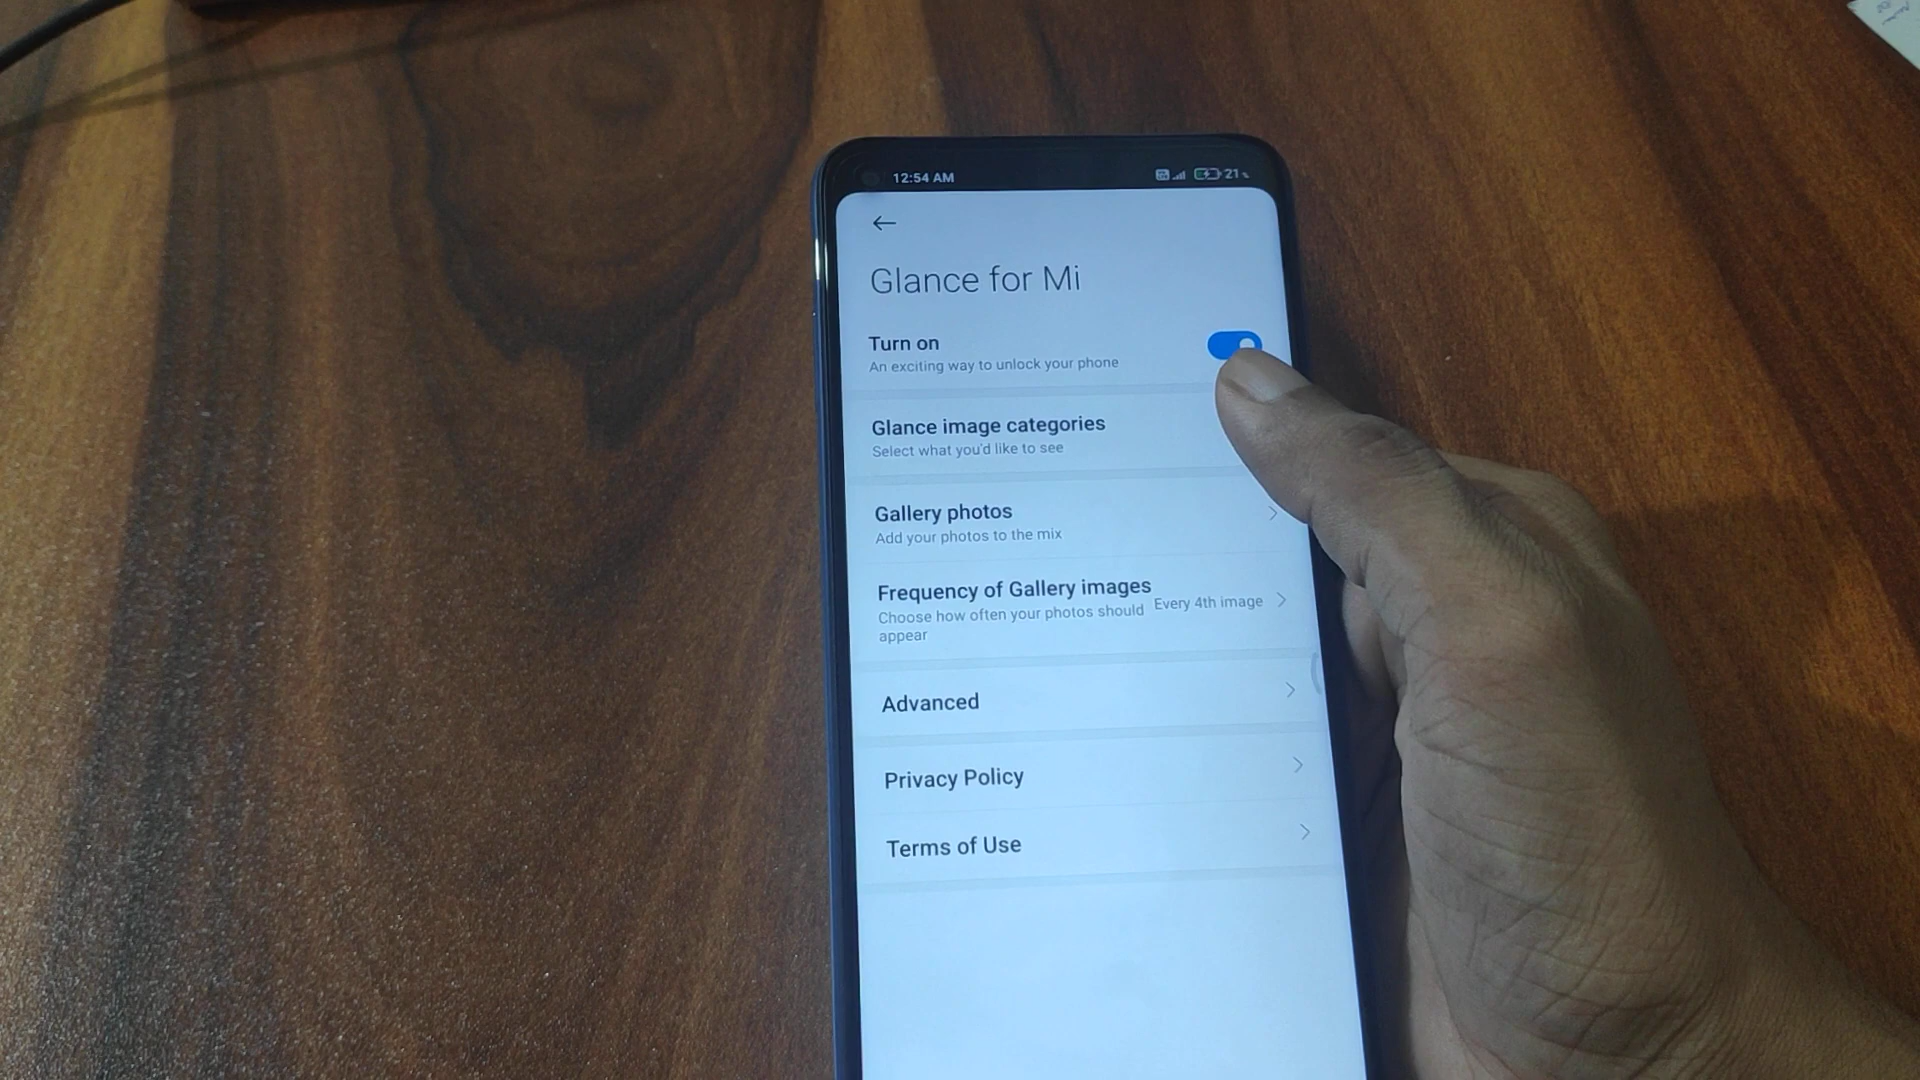 12:54 AM
21
Glance for Mi
Turn on
An exciting way to unlock your phone
Glance image categories
Select what you'd like to see
Gallery photos
Add your photos to the mix
Frequency of Gallery images
Choose how often your photos should appear
Every 4th image
Advanced
Privacy Policy
Terms of Use